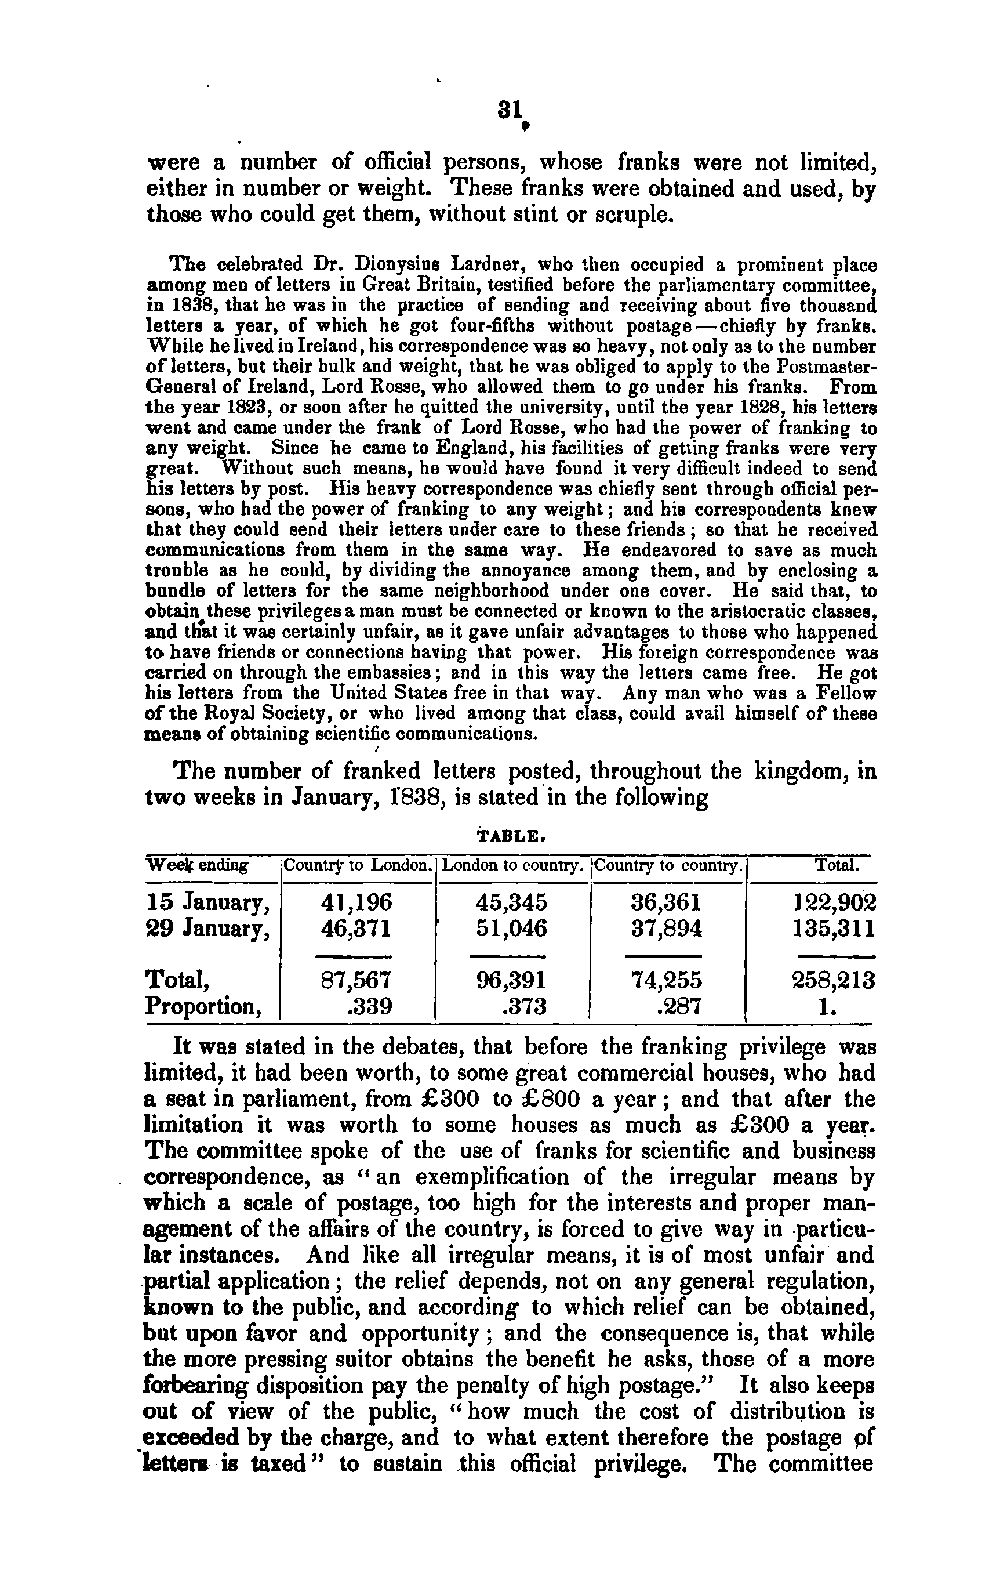 31
were a number of official persons, whose franks were not limited,
either in number or weight. These franks were obtained and used, by
those who could get them, without stint or scruple.
The celebrated Dr. Dionysius Lardner, who then occupied a prominent place
among men of letters in Great Britain, testified before the parliamentary committee,
in 1838, that he was in the practice of sending and receiving about five thousand
letters a year, of which he got four-fifths without postage—chiefly by franks.
While he lived in Ireland, his correspondence was so heavy, not only as to the number
of letters, but their bulk and weight, that he was obliged to apply to the Postmaster-
General of Ireland, Lord Rosse, who allowed them to go under his franks. From
the year 1823, or soon after he quitted the university, until the year 1828, his letters
went and came under the frank of Lord Rosse, who had the power of franking to
any weight. Since he came to England, his facilities of getting franks were very
great. Without such means, he would have found it very difficult indeed to send
his letters by post. His heavy correspondence was chiefly sent through official per-
sons, who had the power of franking to any weight; and his correspondents knew
that they could send their letters under care to these friends; so that he received
communications from them in the same way. He endeavored to save as much
trouble as he could, by dividing the annoyance among them, and by enclosing a
bundle of letters for the same neighborhood under one cover. He said that, to
obtain these privileges a man must be connected or known to the aristocratic classes,
and that it was certainly unfair, as it gave unfair advantages to those who happened
to have friends or connections having that power. His foreign correspondence was
carried on through the embassies; and in this way the letters came free. He got
his letters from the United States free in that way. Any man who was a Fellow
of the Royal Society, or who lived among that class, could avail himself of these
means of obtaining scientific communications.
The number of franked letters posted, throughout the kingdom, in
two weeks in January, 1838, is stated in the following
TABLE.
Week ending Country to London. London to country. Country to country. Total.
15 January, 41,196 45,345 36,361 122,902
29 January, 46,371 51,046 37,894 135,311
Total, 87,567 96,391 74,255 258,213
Proportion, .339 .373 .287 1.
It was stated in the debates, that before the franking privilege was
limited, it had been worth, to some great commercial houses, who had
a seat in parliament, from £300 to £800 a year; and that after the
limitation it was worth to some houses as much as £300 a year.
The committee spoke of the use of franks for scientific and business
correspondence, as "an exemplification of the irregular means by
which a scale of postage, too high for the interests and proper man-
agement of the affairs of the country, is forced to give way in particu-
lar instances. And like all irregular means, it is of most unfair and
partial application; the relief depends, not on any general regulation,
known to the public, and according to which relief can be obtained,
but upon favor and opportunity; and the consequence is, that while
the more pressing suitor obtains the benefit he asks, those of a more
forbearing disposition pay the penalty of high postage." It also keeps
out of view of the public, "how much the cost of distribution is
exceeded by the charge, and to what extent therefore the postage of
letters is taxed" to sustain this official privilege. The committee